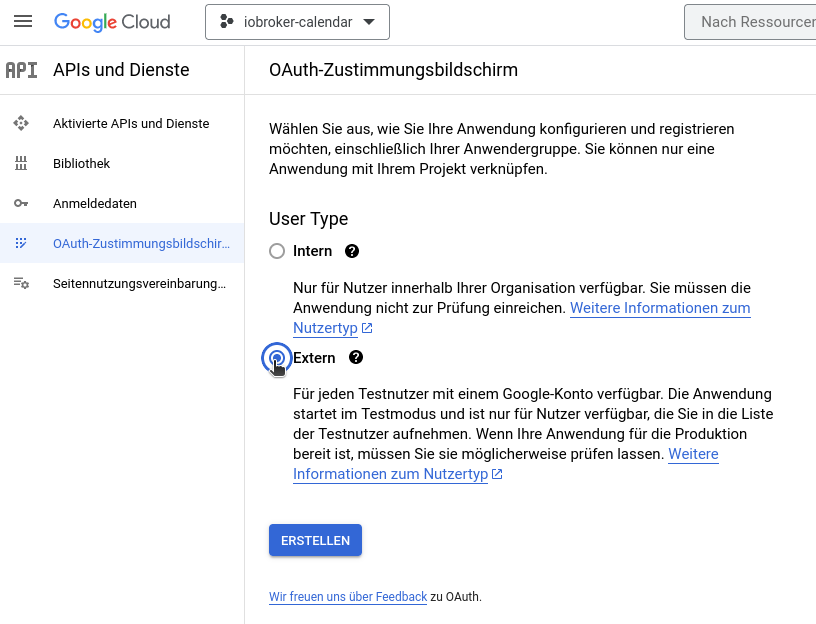 Google Cloud
iobroker-calendar
Nach Ressourcen
API
APIs und Dienste
OAuth-Zustimmungsbildschirm
Aktivierte APIs und Dienste
Bibliothek
Anmeldedaten
OAuth-Zustimmungsbildschir…
Seitennutzungsvereinbarung…
Wählen Sie aus, wie Sie Ihre Anwendung konfigurieren und registrieren
möchten, einschließlich Ihrer Anwendergruppe. Sie können nur eine
Anwendung mit Ihrem Projekt verknüpfen.
User Type
Intern
Nur für Nutzer innerhalb Ihrer Organisation verfügbar. Sie müssen die
Anwendung nicht zur Prüfung einreichen. Weitere Informationen zum
Nutzertyp
Extern
Für jeden Testnutzer mit einem Google-Konto verfügbar. Die Anwendung
startet im Testmodus und ist nur für Nutzer verfügbar, die Sie in die Liste
der Testnutzer aufnehmen. Wenn Ihre Anwendung für die Produktion
bereit ist, müssen Sie sie möglicherweise prüfen lassen. Weitere
Informationen zum Nutzertyp
ERSTELLEN
Wir freuen uns über Feedback zu OAuth.